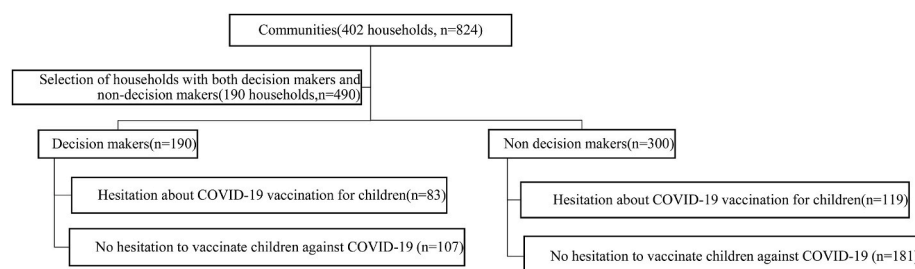 Communities(402 households, n=824)
Selection of households with both decision makers and
non-decision makers(190 households,n=490)
Decision makers(n=190)
Non decision makers(n=300)
Hesitation about COVID-19 vaccination for children(n=83)
Hesitation about COVID-19 vaccination for children(n=119)
No hesitation to vaccinate children against COVID-19 (n=107)
No hesitation to vaccinate children against COVID-19 (n=181)